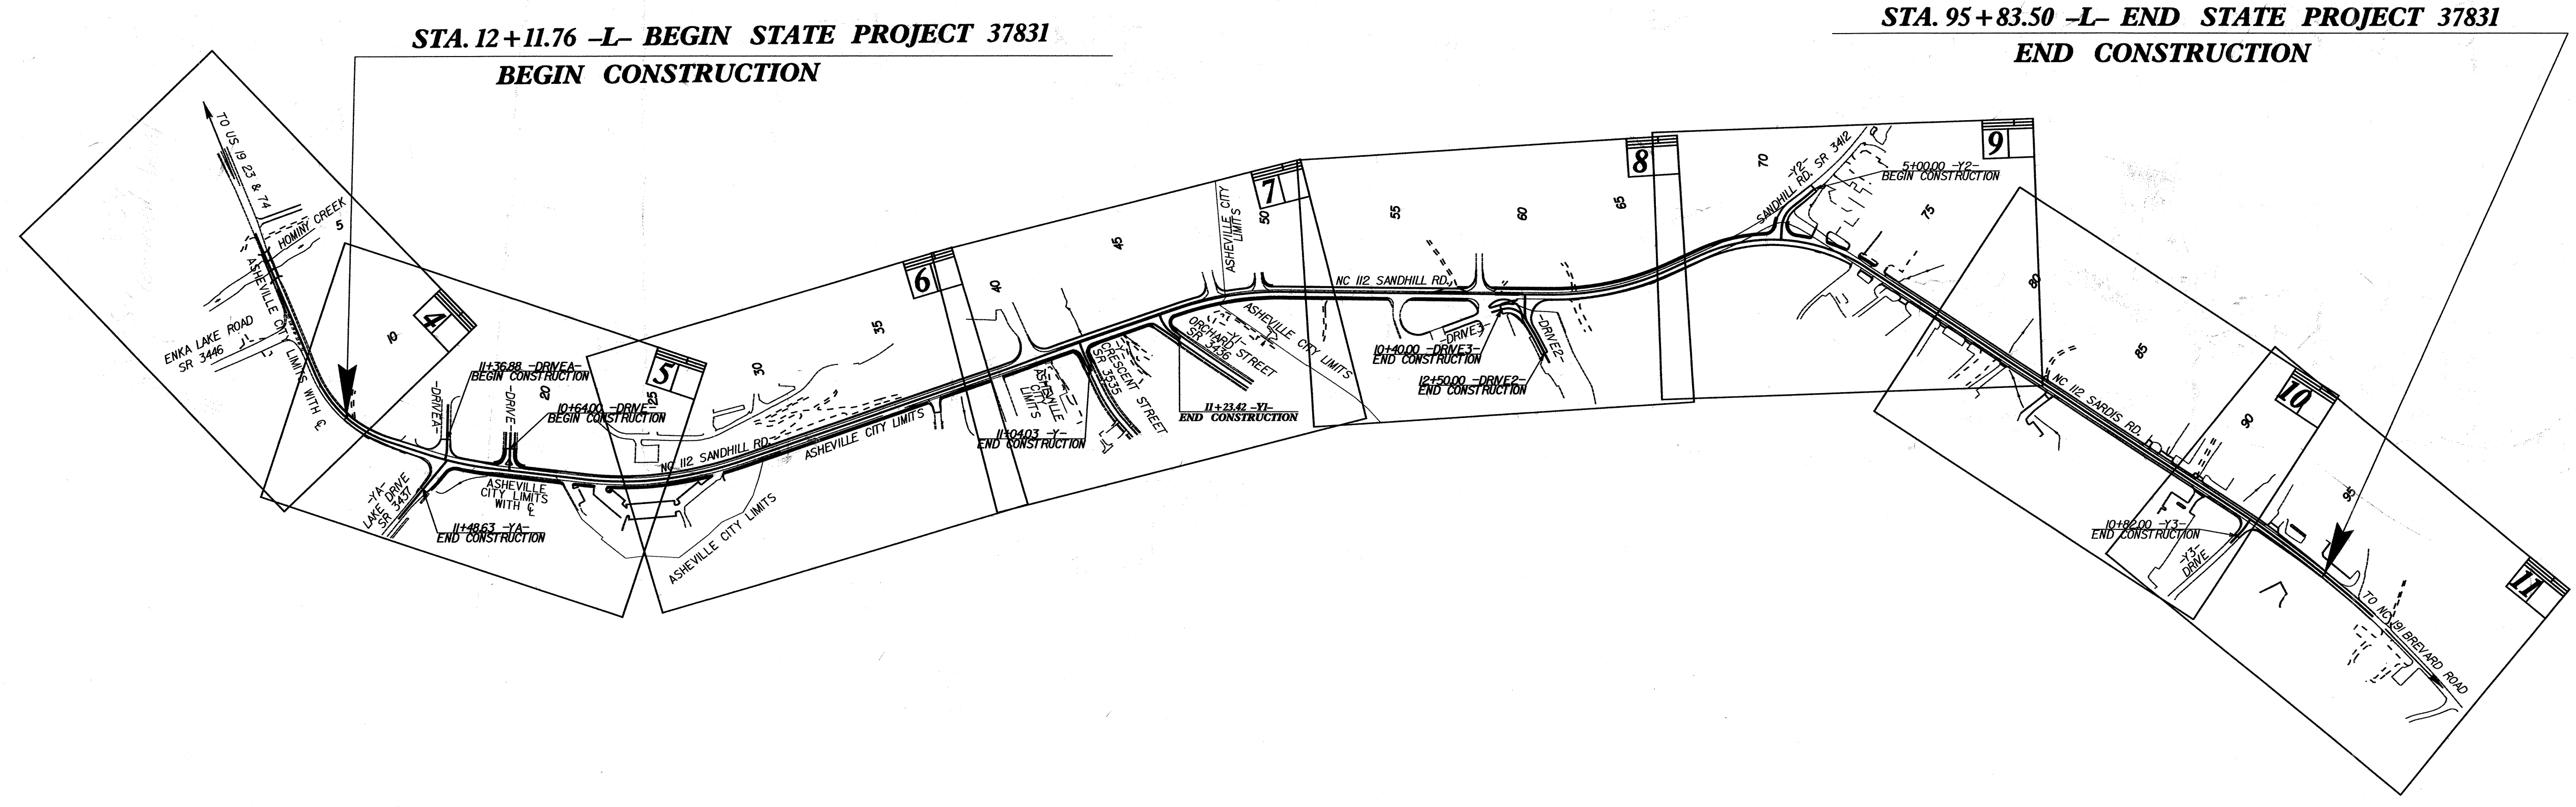 STA. 12+11.76 -L- BEGIN STATE PROJECT 37831
BEGIN CONSTRUCTION
STA. 95+83.50 -L- END STATE PROJECT 37831
END CONSTRUCTION
TO US 19 23 & 74
HOMINY CREEK
5
ASHEVILLE CITY LIMITS WITH ℄
ENKA LAKE ROAD
SR 3446
4
10
-DRIVEA-
11+36.88 -DRIVEA-
BEGIN CONSTRUCTION
-DRIVE-
20
10+64.00 -DRIVE-
BEGIN CONSTRUCTION
-YA-
LAKE DRIVE
SR 3437
11+48.63 -YA-
END CONSTRUCTION
ASHEVILLE
CITY LIMITS
WITH ℄
5
25
30
35
NC 112 SANDHILL RD.
ASHEVILLE CITY LIMITS
ASHEVILLE CITY LIMITS
6
40
45
ASHEVILLE
CITY
LIMITS
11+04.03 -Y-
END CONSTRUCTION
-Y-
CRESCENT STREET
SR 3535
ASHEVILLE CITY
LIMITS
7
50
-Y1-
ORCHARD STREET
SR 3436
ASHEVILLE CITY LIMITS
11+23.42 -Y1-
END CONSTRUCTION
NC 112 SANDHILL RD.
55
60
65
8
-DRIVE3-
10+40.00 -DRIVE3-
END CONSTRUCTION
-DRIVE2-
12+50.00 -DRIVE2-
END CONSTRUCTION
70
-Y2-
SANDHILL RD. SR 3412
9
5+00.00 -Y2-
BEGIN CONSTRUCTION
75
80
85
NC 112 SARDIS RD.
10
90
10+82.00 -Y3-
END CONSTRUCTION
-Y3-
DRIVE
95
11
TO NC 191 BREVARD ROAD